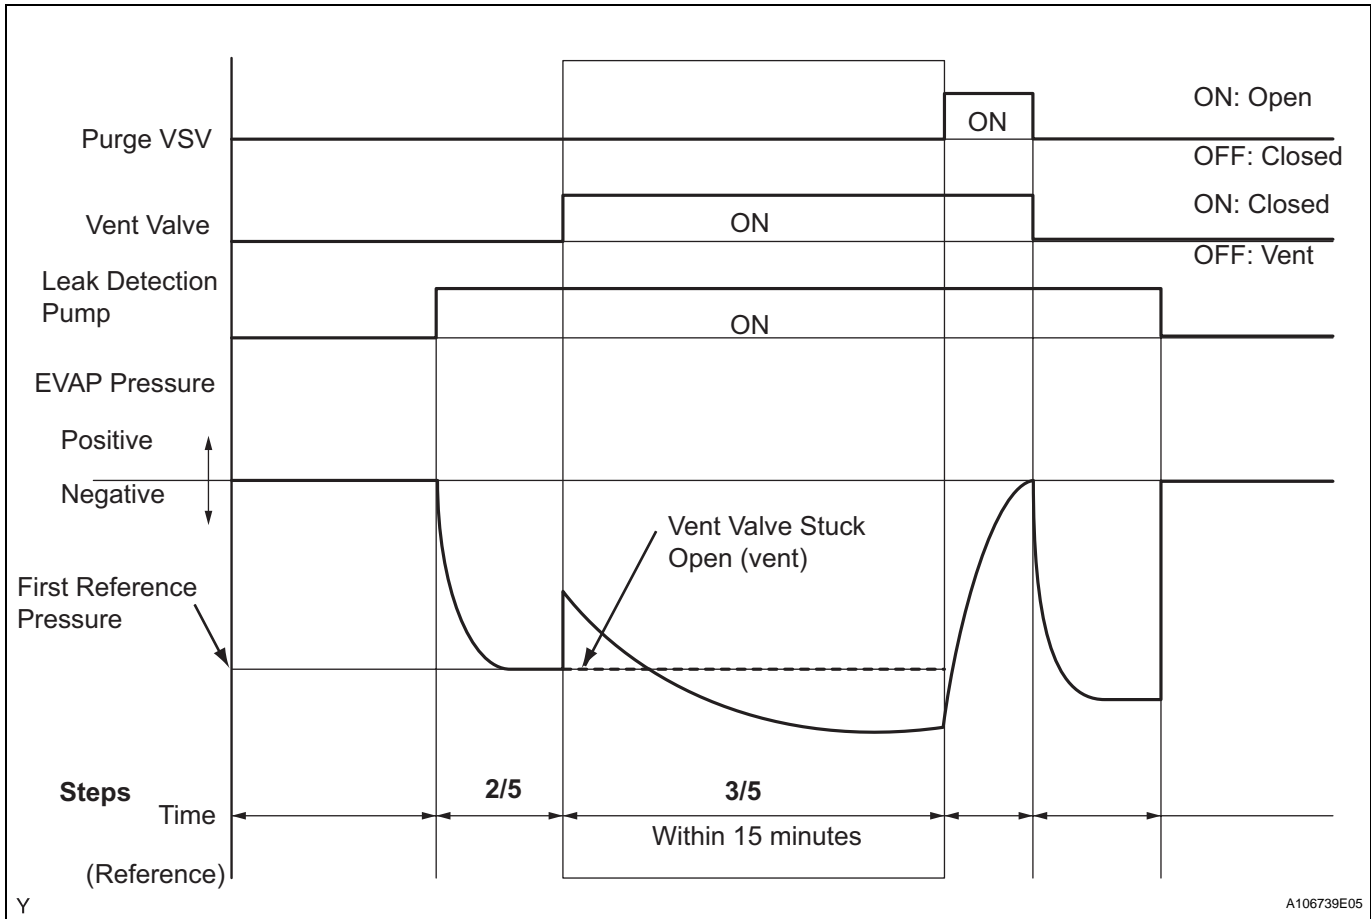 ON: Open
ON
Purge VSV
OFF: Closed
ON: Closed
Vent Valve
ON
OFF: Vent
Leak Detection
Pump
ON
EVAP Pressure
Positive
Negative
Vent Valve Stuck
Open (vent)
First Reference
Pressure
Steps
2/5
3/5
Time
Within 15 minutes
(Reference)
Y
A106739E05